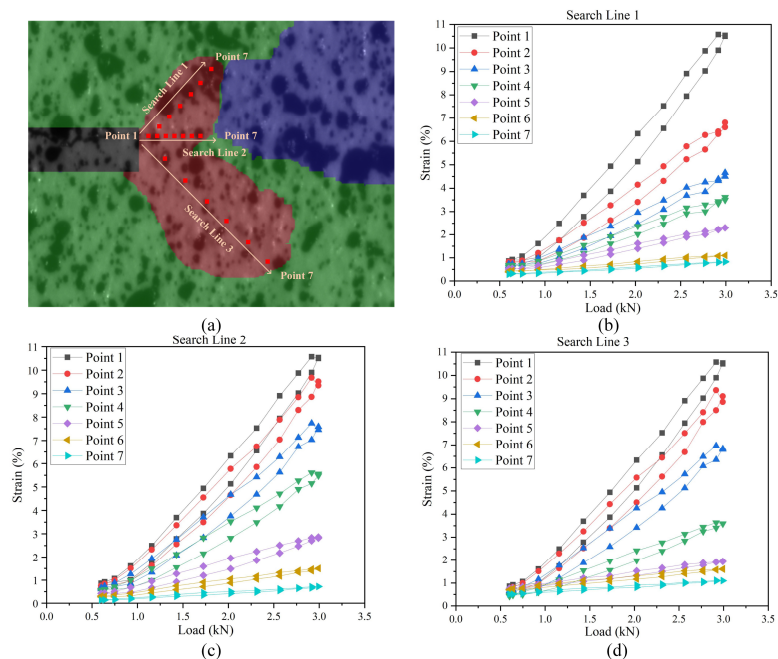 Point 7
Search Line 1
Point 1
Point 7
Search Line 2
Search Line 3
Point 7
(a)
Search Line 1
Point 1
Point 2
Point 3
Point 4
Point 5
Point 6
Point 7
Strain (%)
11
10
9
8
7
6
5
4
3
2
1
0
0.0 0.5 1.0 1.5 2.0 2.5 3.0 3.5
Load (kN)
(b)
Search Line 2
Point 1
Point 2
Point 3
Point 4
Point 5
Point 6
Point 7
Strain (%)
11
10
9
8
7
6
5
4
3
2
1
0
0.0 0.5 1.0 1.5 2.0 2.5 3.0 3.5
Load (kN)
(c)
Search Line 3
Point 1
Point 2
Point 3
Point 4
Point 5
Point 6
Point 7
Strain (%)
11
10
9
8
7
6
5
4
3
2
1
0
0.0 0.5 1.0 1.5 2.0 2.5 3.0 3.5
Load (kN)
(d)